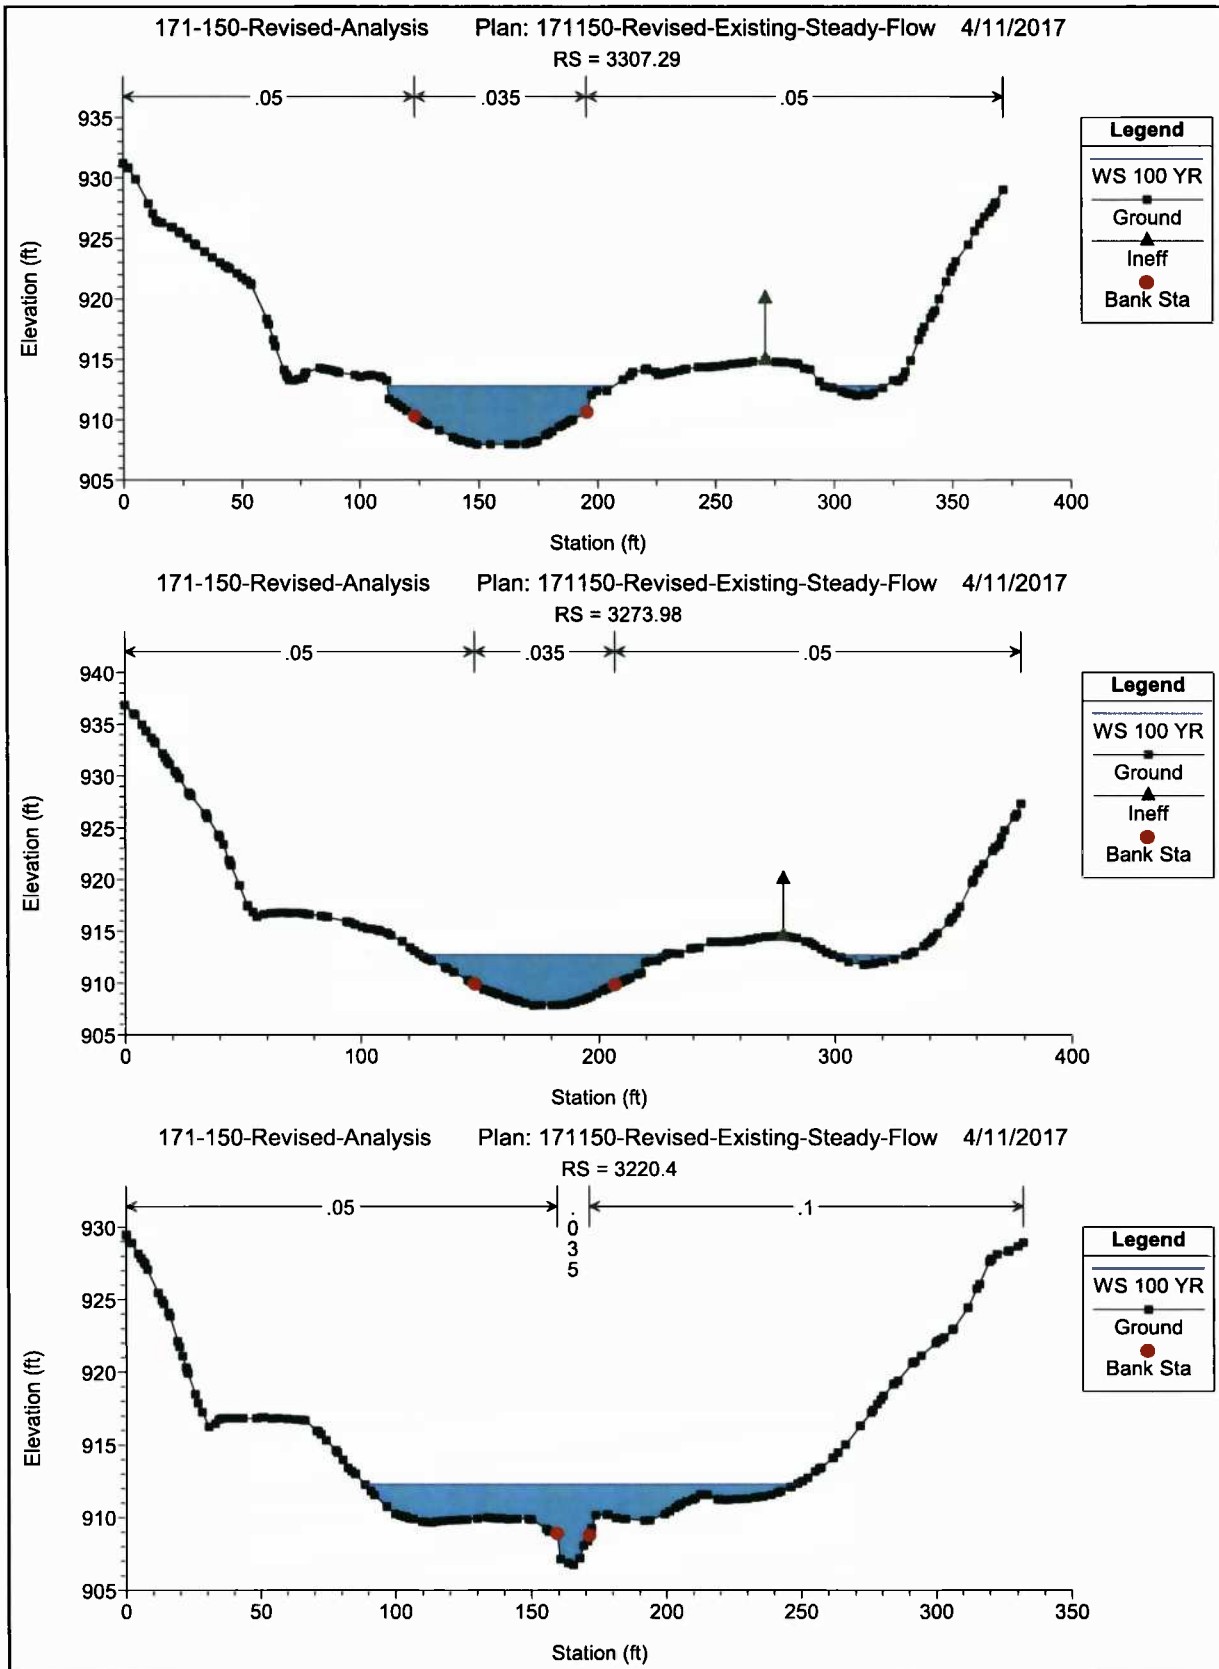 171-150-Revised-Analysis Plan: 171150-Revised-Existing-Steady-Flow 4/11/2017
RS = 3307.29
.05 .035 .05
935
930
925
920
915
910
905
Elevation (ft)
0 50 100 150 200 250 300 350 400
Station (ft)
Legend
WS 100 YR
Ground
Ineff
Bank Sta
171-150-Revised-Analysis Plan: 171150-Revised-Existing-Steady-Flow 4/11/2017
RS = 3273.98
.05 .035 .05
940
935
930
925
920
915
910
905
Elevation (ft)
0 100 200 300 400
Station (ft)
Legend
WS 100 YR
Ground
Ineff
Bank Sta
171-150-Revised-Analysis Plan: 171150-Revised-Existing-Steady-Flow 4/11/2017
RS = 3220.4
.05 .035 .1
930
925
920
915
910
905
Elevation (ft)
0 50 100 150 200 250 300 350
Station (ft)
Legend
WS 100 YR
Ground
Bank Sta